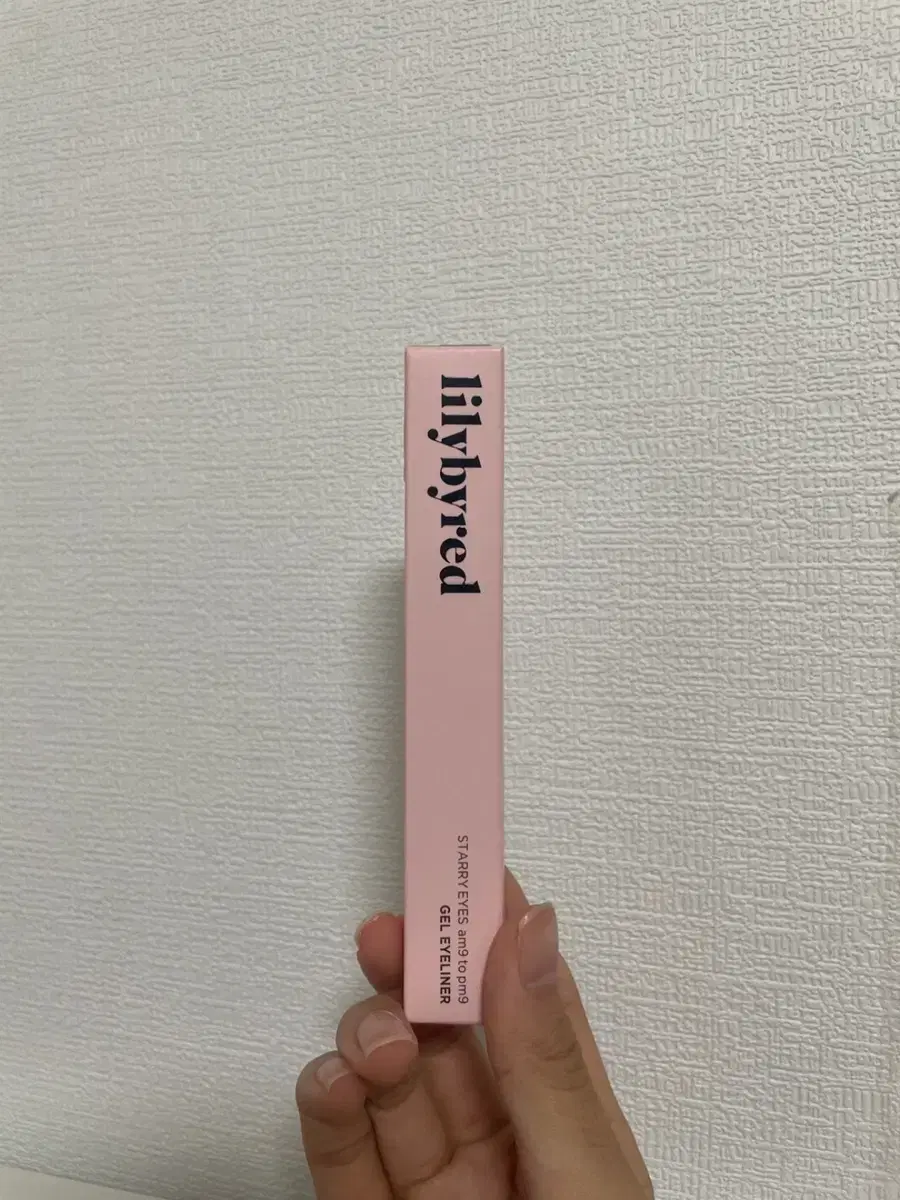 lilybyred
STARRY EYES am9 to pm9
GEL EYELINER